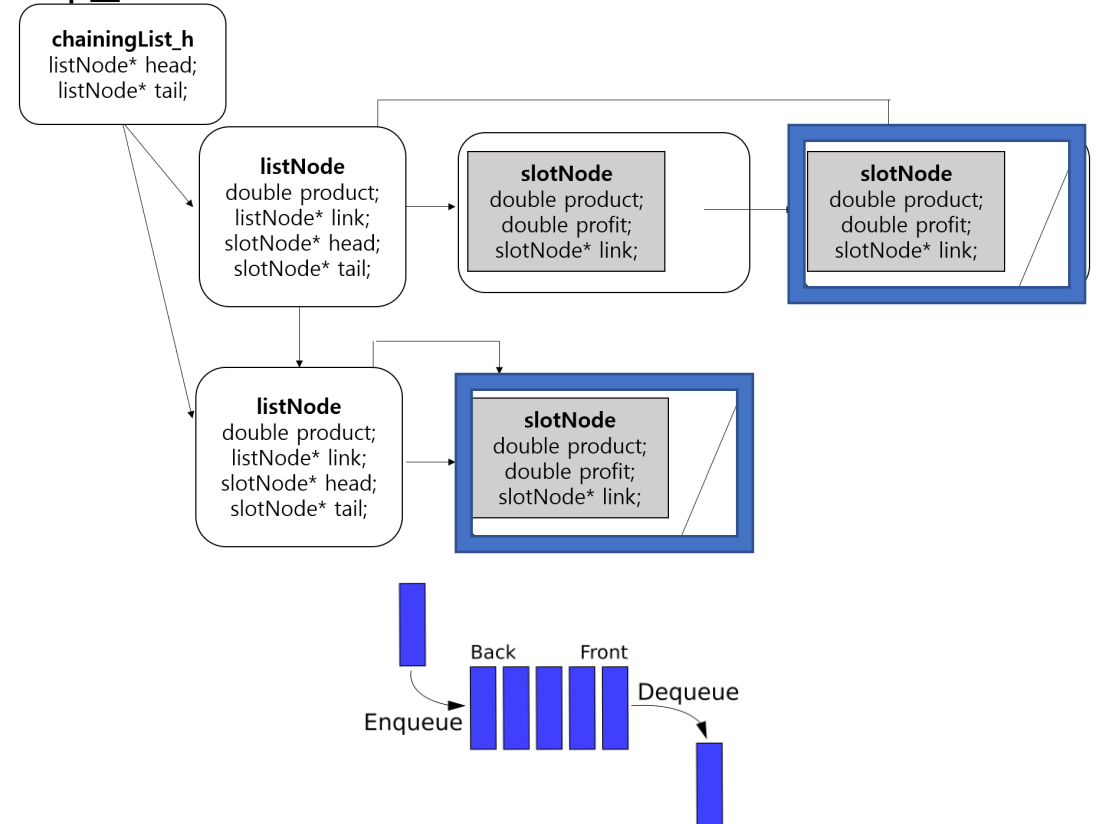 chainingList_h
listNode* head;
listNode* tail;
listNode
double product;
listNode* link;
slotNode* head;
slotNode* tail;
slotNode
double product;
double profit;
slotNode* link;
slotNode
double product;
double profit;
slotNode* link;
listNode
double product;
listNode* link;
slotNode* head;
slotNode* tail;
slotNode
double product;
double profit;
slotNode* link;
Back
Front
Enqueue
Dequeue